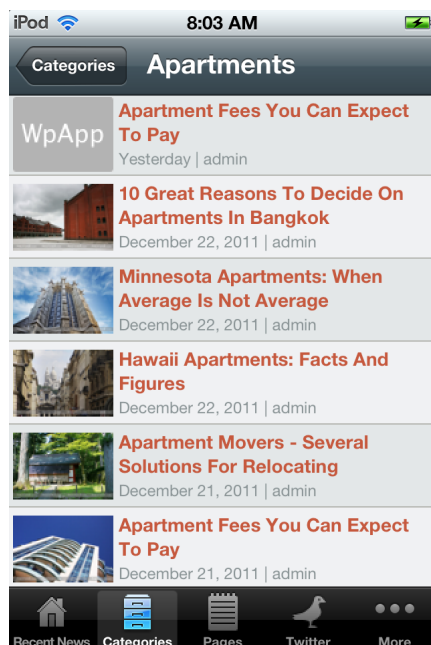 iPod 8:03 AM
Categories Apartments
WpApp
Apartment Fees You Can Expect
To Pay
Yesterday | admin
10 Great Reasons To Decide On
Apartments In Bangkok
December 22, 2011 | admin
Minnesota Apartments: When
Average Is Not Average
December 22, 2011 | admin
Hawaii Apartments: Facts And
Figures
December 22, 2011 | admin
Apartment Movers - Several
Solutions For Relocating
December 21, 2011 | admin
Apartment Fees You Can Expect
To Pay
December 21, 2011 | admin
Recent News Categories Pages Twitter More